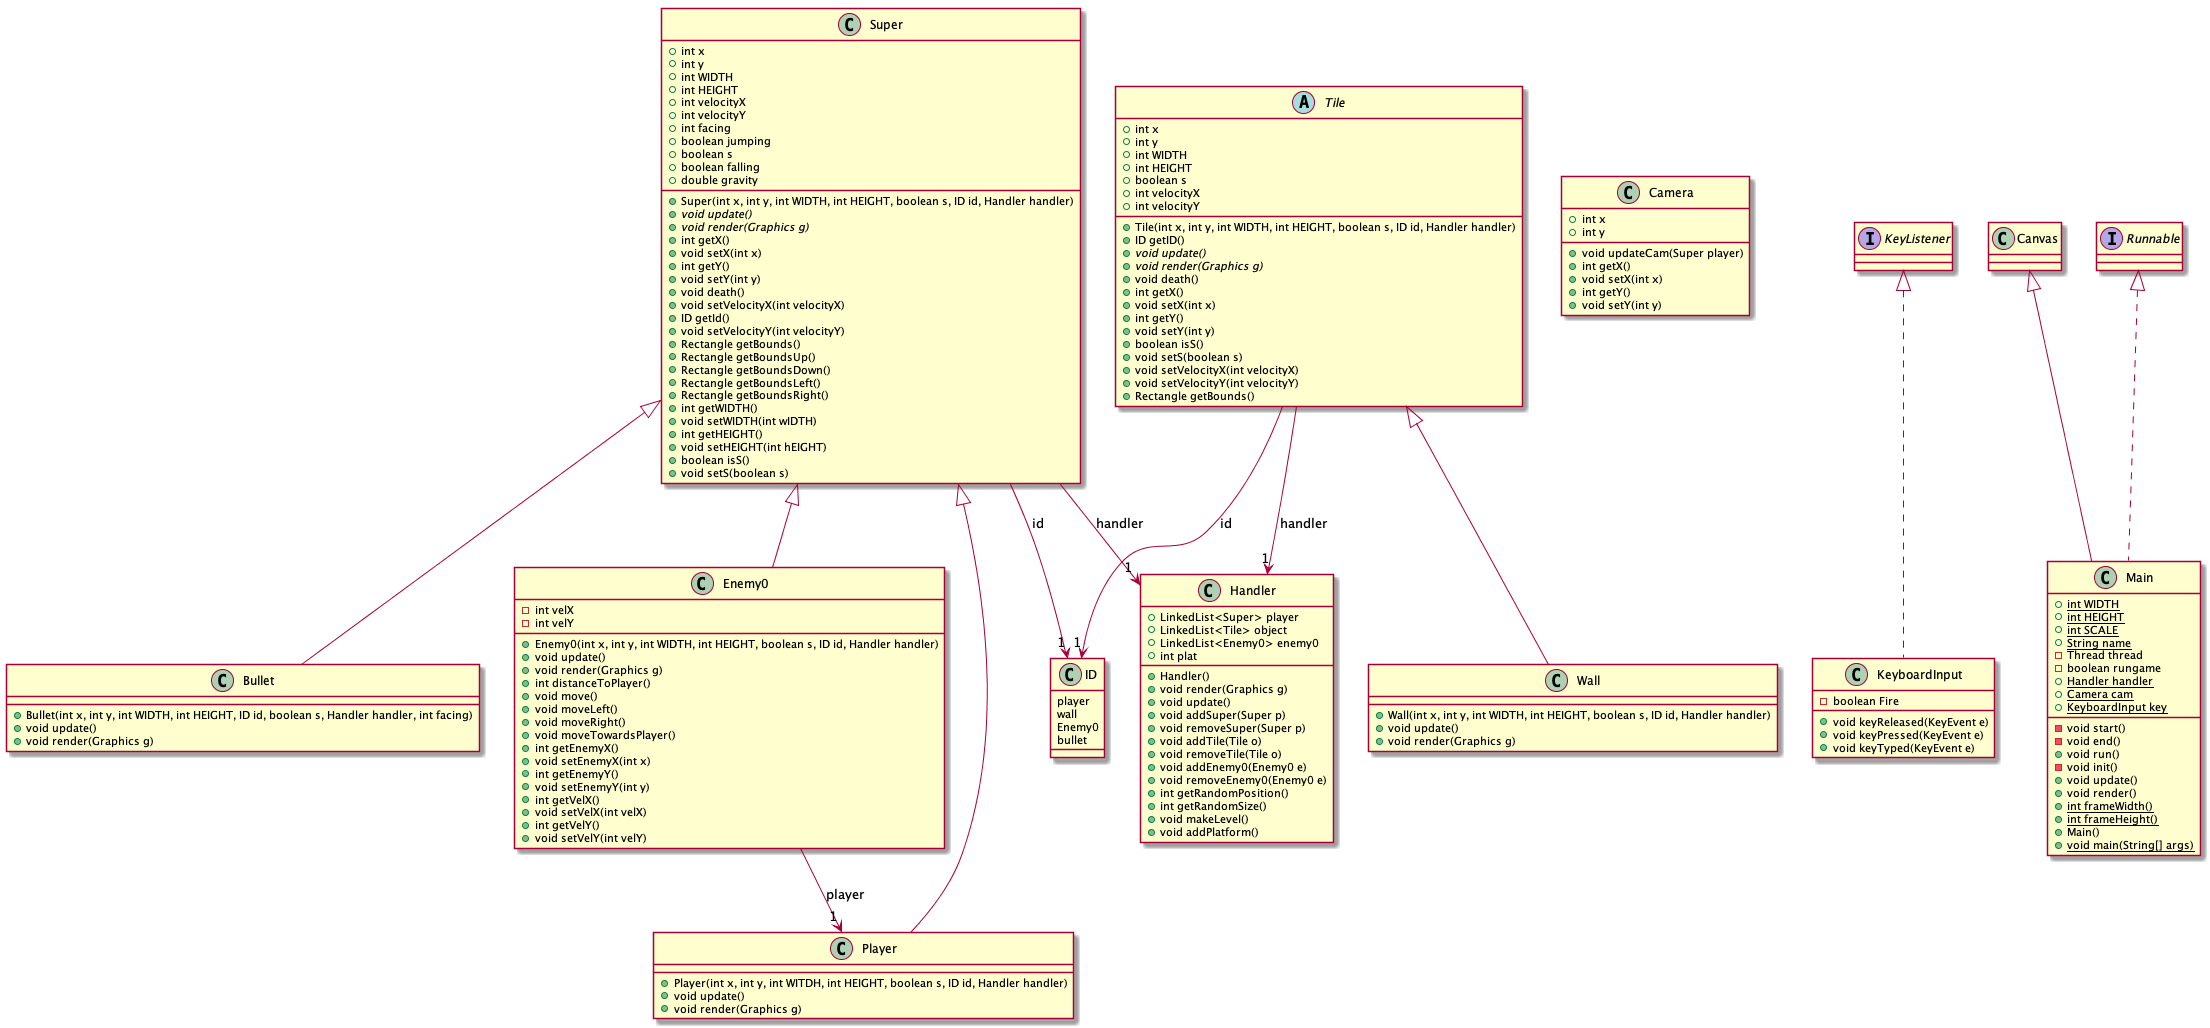 C Super
int x
int y
int WIDTH
int HEIGHT
int velocityX
int velocityY
int facing
boolean jumping
boolean s
boolean falling
double gravity
Super(int x, int y, int WIDTH, int HEIGHT, boolean s, ID id, Handler handler)
void update()
void render(Graphics g)
int getX()
void setX(int x)
int getY()
void setY(int y)
void death()
void setVelocityX(int velocityX)
ID getId()
void setVelocityY(int velocityY)
Rectangle getBounds()
Rectangle getBoundsUp()
Rectangle getBoundsDown()
Rectangle getBoundsLeft()
Rectangle getBoundsRight()
int getWIDTH()
void setWIDTH(int wIDTH)
int getHEIGHT()
void setHEIGHT(int hEIGHT)
boolean isS()
void setS(boolean s)
A Tile
int x
int y
int WIDTH
int HEIGHT
boolean s
int velocityX
int velocityY
Tile(int x, int y, int WIDTH, int HEIGHT, boolean s, ID id, Handler handler)
ID getID()
void update()
void render(Graphics g)
void death()
int getX()
void setX(int x)
int getY()
void setY(int y)
boolean isS()
void setS(boolean s)
void setVelocityX(int velocityX)
void setVelocityY(int velocityY)
Rectangle getBounds()
C Camera
int x
int y
void updateCam(Super player)
int getX()
void setX(int x)
int getY()
void setY(int y)
I KeyListener
C Canvas
I Runnable
id
handler
id
handler
1
1
1
1
C Enemy0
int velX
int velY
Enemy0(int x, int y, int WIDTH, int HEIGHT, boolean s, ID id, Handler handler)
void update()
void render(Graphics g)
int distanceToPlayer()
void move()
void moveLeft()
void moveRight()
void moveTowardsPlayer()
int getEnemyX()
void setEnemyX(int x)
int getEnemyY()
void setEnemyY(int y)
int getVelX()
void setVelX(int velX)
int getVelY()
void setVelY(int velY)
C Bullet
Bullet(int x, int y, int WIDTH, int HEIGHT, ID id, boolean s, Handler handler, int facing)
void update()
void render(Graphics g)
C ID
player
wall
Enemy0
bullet
C Handler
LinkedList<Super> player
LinkedList<Tile> object
LinkedList<Enemy0> enemy0
int plat
Handler()
void render(Graphics g)
void update()
void addSuper(Super p)
void removeSuper(Super p)
void addTile(Tile o)
void removeTile(Tile o)
void addEnemy0(Enemy0 e)
void removeEnemy0(Enemy0 e)
int getRandomPosition()
int getRandomSize()
void makeLevel()
void addPlatform()
C Wall
Wall(int x, int y, int WIDTH, int HEIGHT, boolean s, ID id, Handler handler)
void update()
void render(Graphics g)
C KeyboardInput
boolean Fire
void keyReleased(KeyEvent e)
void keyPressed(KeyEvent e)
void keyTyped(KeyEvent e)
C Main
int WIDTH
int HEIGHT
int SCALE
String name
Thread thread
boolean rungame
Handler handler
Camera cam
KeyboardInput key
void start()
void end()
void run()
void init()
void update()
void render()
int frameWidth()
int frameHeight()
Main()
void main(String[] args)
player
1
C Player
Player(int x, int y, int WITDH, int HEIGHT, boolean s, ID id, Handler handler)
void update()
void render(Graphics g)